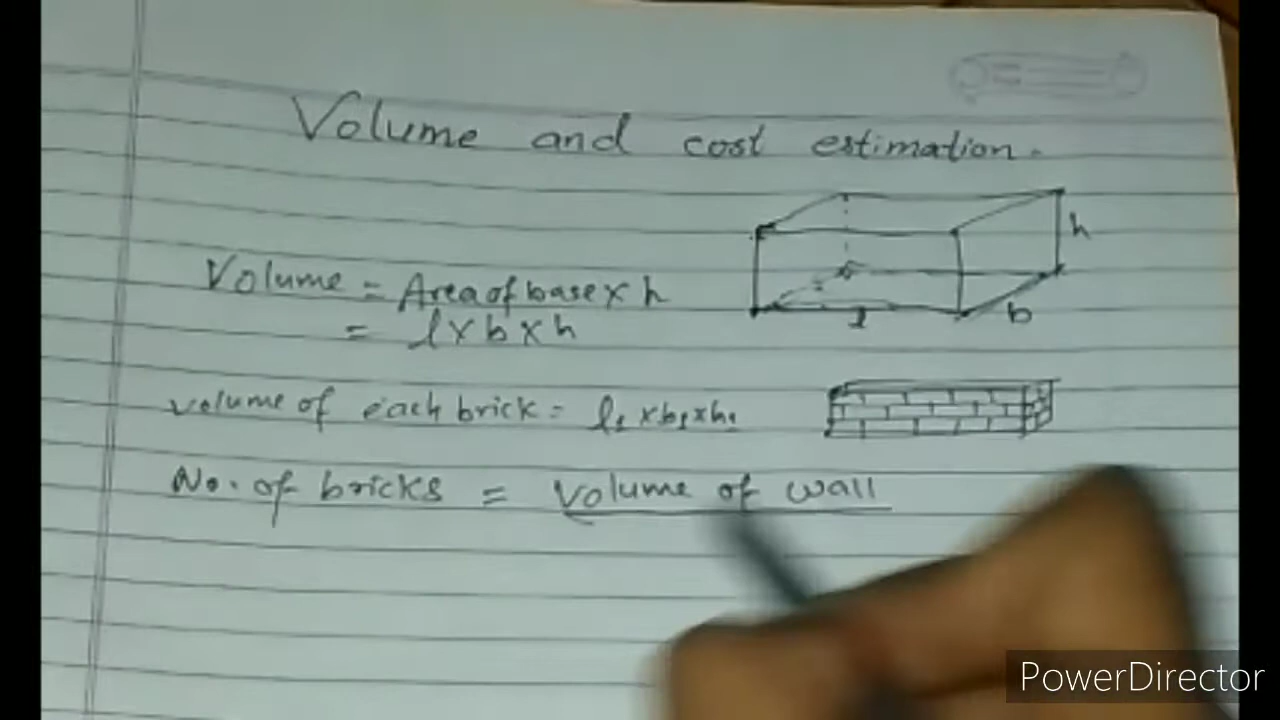 Volume and cost estimation.
h
Volume = Area of base × h
l
b
= l × b × h
volume of each brick = l₁ × b₁ × h₁
No. of bricks = Volume of wall
PowerDirector